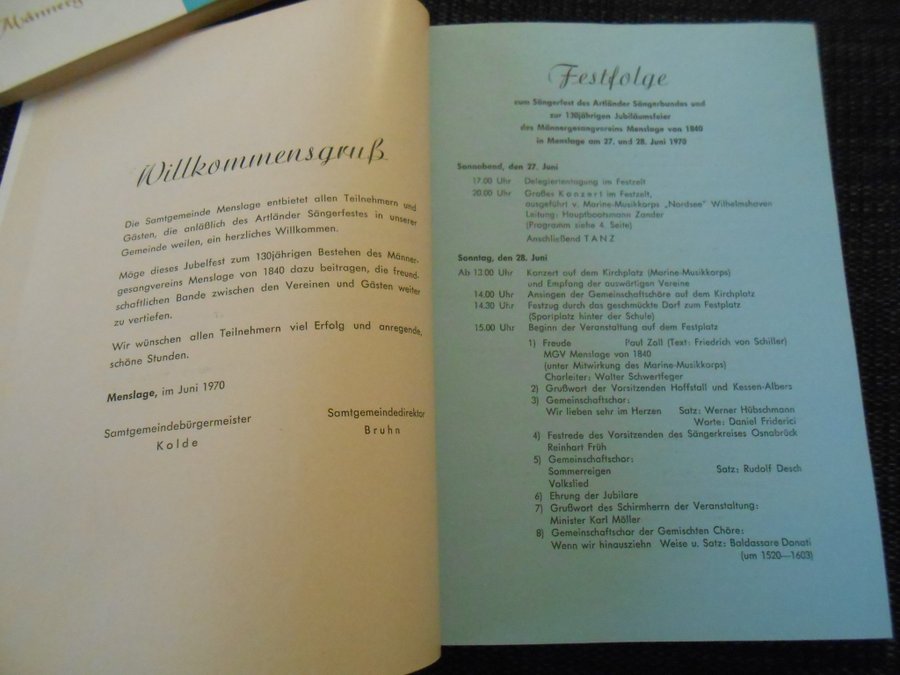 Männerg
Willkommensgruß
Die Samtgemeinde Menslage entbietet allen Teilnehmern und
Gästen, die anläßlich des Artländer Sängerfestes in unserer
Gemeinde weilen, ein herzliches Willkommen.
Möge dieses Jubelfest zum 130jährigen Bestehen des Männer-
gesangvereins Menslage von 1840 dazu beitragen, die freund-
schaftlichen Bande zwischen den Vereinen und Gästen weiter
zu vertiefen.
Wir wünschen allen Teilnehmern viel Erfolg und anregende,
schöne Stunden.
Menslage, im Juni 1970
Samtgemeindebürgermeister
Kolde
Samtgemeindedirektor
Bruhn
Festfolge
zum Sängerfest des Artländer Sängerbundes und
zur 130jährigen Jubiläumsfeier
des Männergesangvereins Menslage von 1840
in Menslage am 27. und 28. Juni 1970
Sonnabend, den 27. Juni
17.00 Uhr Delegiertentagung im Festzelt
20.00 Uhr Großes Konzert im Festzelt,
ausgeführt v. Marine-Musikkorps „Nordsee" Wilhelmshaven
Leitung: Hauptbootsmann Zander
(Programm siehe 4. Seite)
Anschließend TANZ
Sonntag, den 28. Juni
Ab 13.00 Uhr Konzert auf dem Kirchplatz (Marine-Musikkorps)
und Empfang der auswärtigen Vereine
14.00 Uhr Ansingen der Gemeinschaftschöre auf dem Kirchplatz
14.30 Uhr Festzug durch das geschmückte Dorf zum Festplatz
(Sportplatz hinter der Schule)
15.00 Uhr Beginn der Veranstaltung auf dem Festplatz
1) Freude Paul Zoll (Text: Friedrich von Schiller)
MGV Menslage von 1840
(unter Mitwirkung des Marine-Musikkorps)
Chorleiter: Walter Schwertfeger
2) Grußwort der Vorsitzenden Hoffstall und Kessen-Albers
3) Gemeinschaftschor:
Wir lieben sehr im Herzen Satz: Werner Hübschmann
Worte: Daniel Friderici
4) Festrede des Vorsitzenden des Sängerkreises Osnabrück
Reinhart Früh
5) Gemeinschaftschor:
Sommerreigen Satz: Rudolf Desch
Volkslied
6) Ehrung der Jubilare
7) Grußwort des Schirmherrn der Veranstaltung:
Minister Karl Möller
8) Gemeinschaftschor der Gemischten Chöre:
Wenn wir hinausziehn Weise u. Satz: Baldassare Donati
(um 1520—1603)